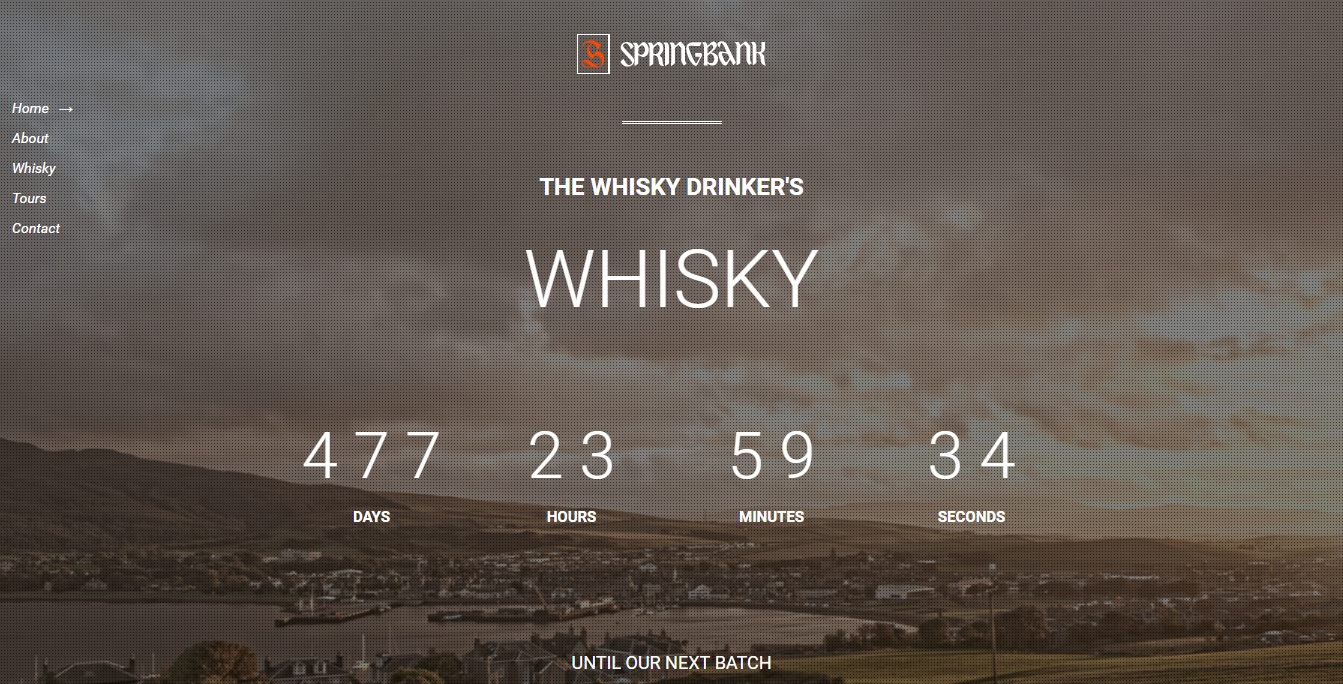 S SPRINGBANK
Home →
About
Whisky
Tours
Contact
THE WHISKY DRINKER'S
WHISKY
477 23 59 34
DAYS HOURS MINUTES SECONDS
UNTIL OUR NEXT BATCH